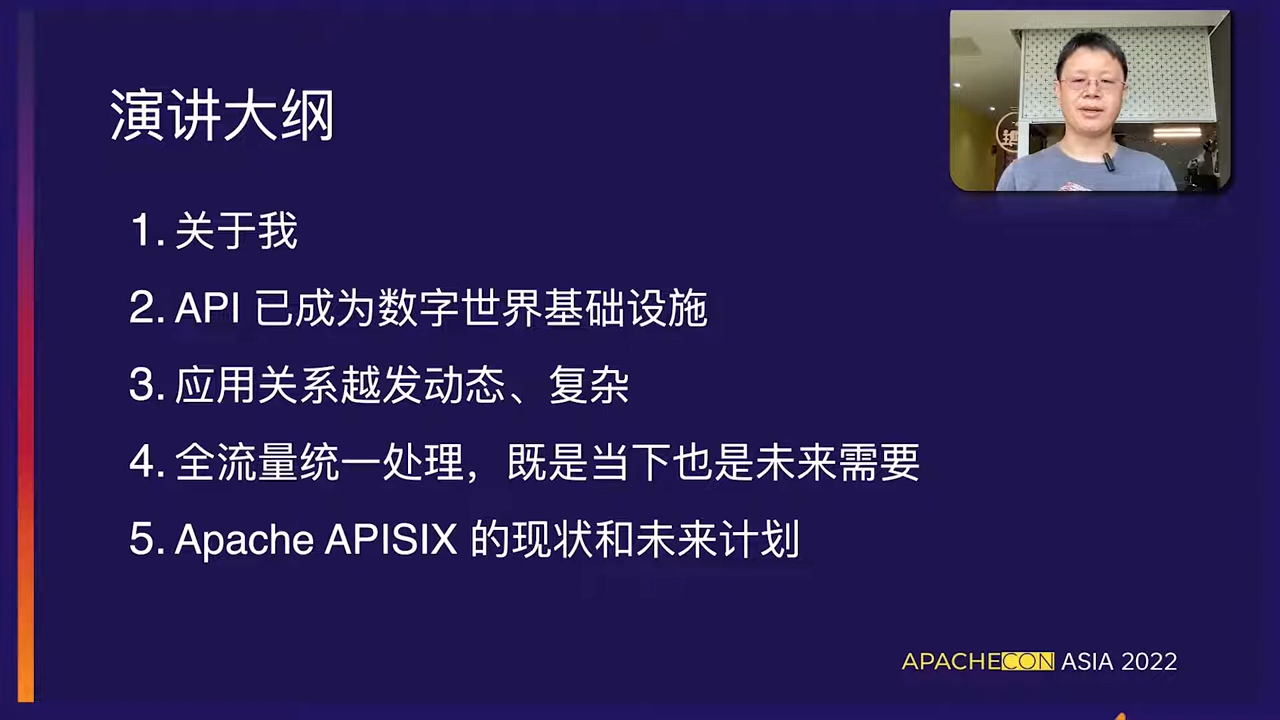 演讲大纲
1. 关于我
2. API 已成为数字世界基础设施
3. 应用关系越发动态、复杂
4. 全流量统一处理，既是当下也是未来需要
5. Apache APISIX 的现状和未来计划
APACHECON ASIA 2022